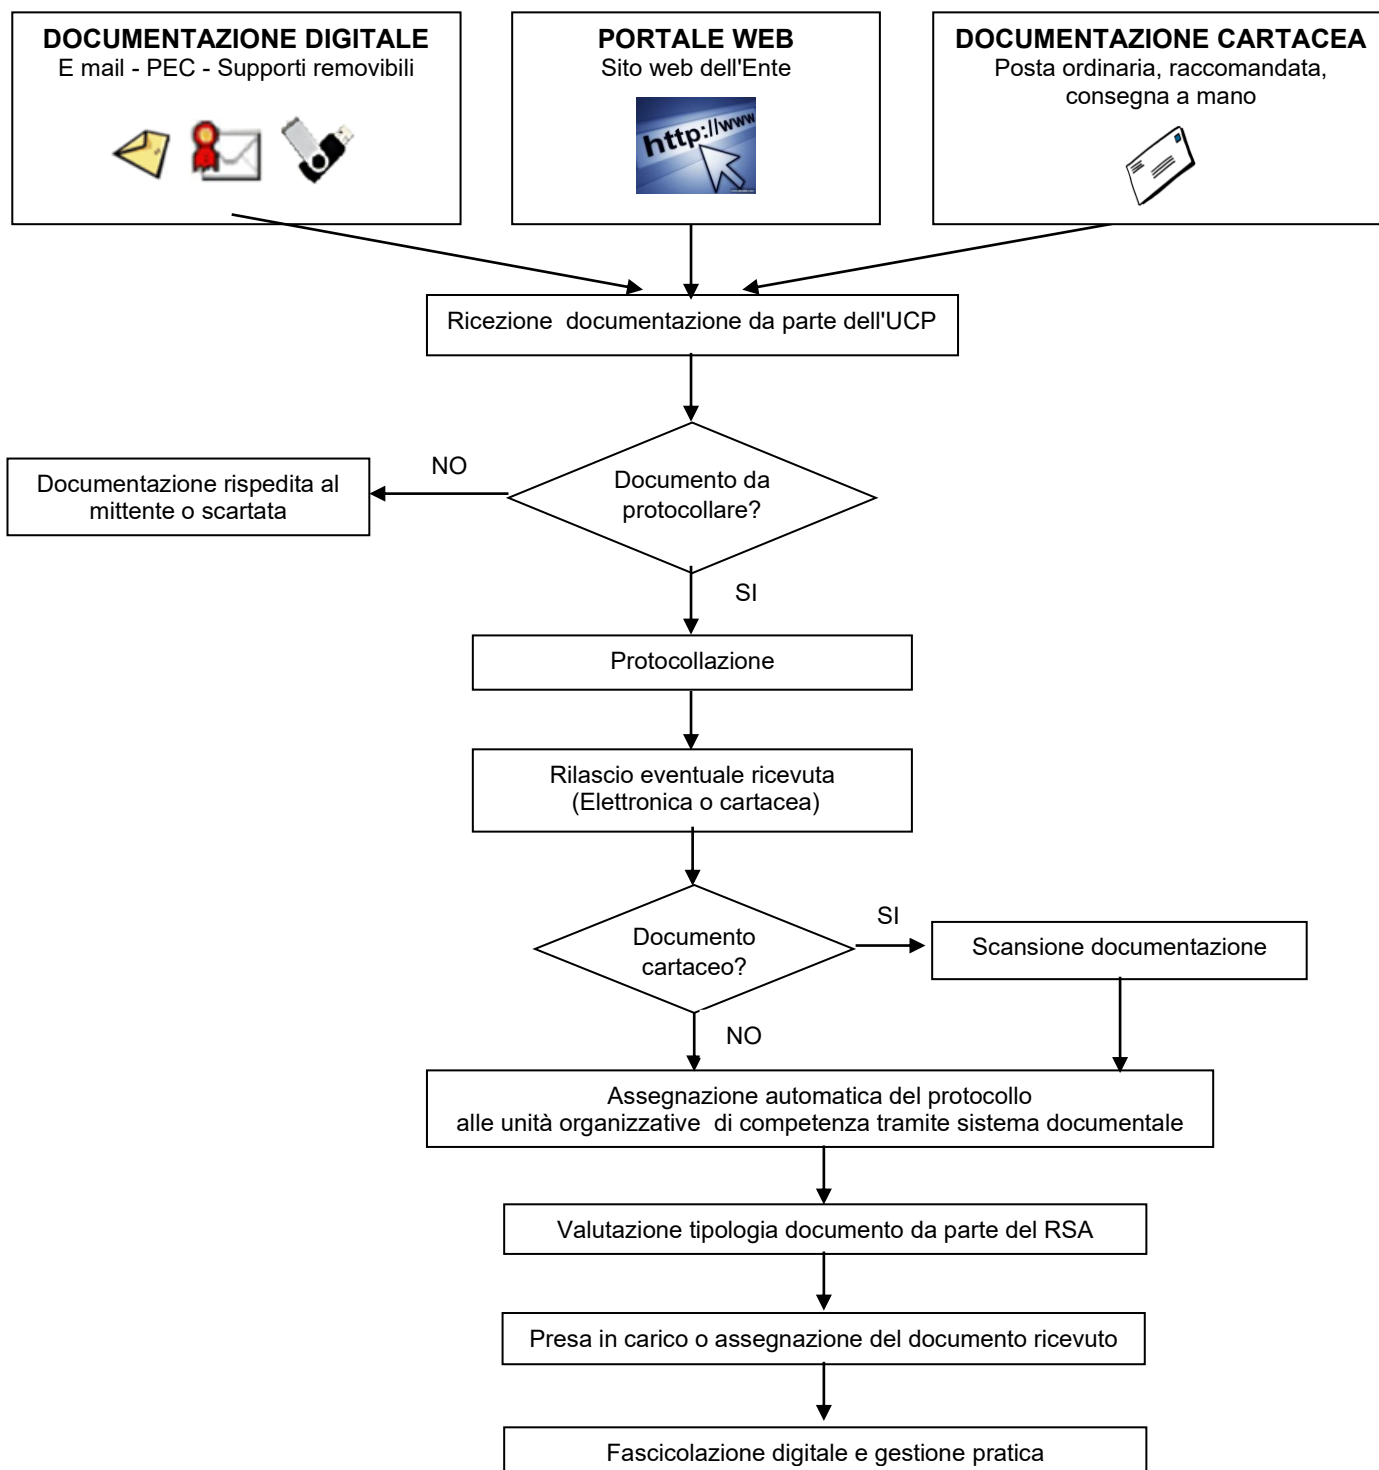 DOCUMENTAZIONE DIGITALE
E mail - PEC - Supporti removibili
PORTALE WEB
Sito web dell'Ente
http://www
DOCUMENTAZIONE CARTACEA
Posta ordinaria, raccomandata,
consegna a mano
Ricezione documentazione da parte dell'UCP
Documento da
protocollare?
NO
Documentazione rispedita al
mittente o scartata
SI
Protocollazione
Rilascio eventuale ricevuta
(Elettronica o cartacea)
Documento
cartaceo?
SI
Scansione documentazione
NO
Assegnazione automatica del protocollo
alle unità organizzative di competenza tramite sistema documentale
Valutazione tipologia documento da parte del RSA
Presa in carico o assegnazione del documento ricevuto
Fascicolazione digitale e gestione pratica